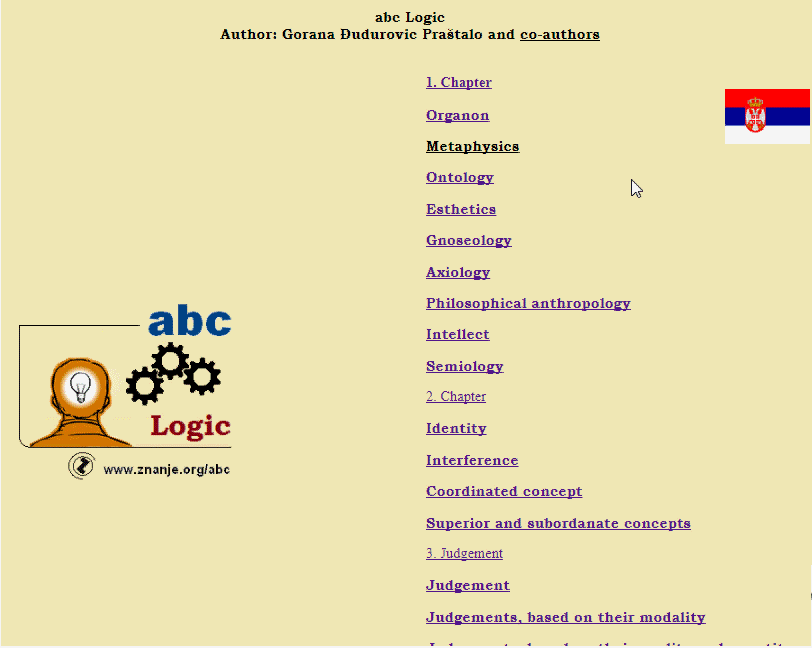 abc Logic
Author: Gorana Đudurovic Praštalo and co-authors
1. Chapter
Organon
Metaphysics
Ontology
Esthetics
Gnoseology
Axiology
Philosophical anthropology
Intellect
Semiology
2. Chapter
Identity
Interference
Coordinated concept
Superior and subordanate concepts
3. Judgement
Judgement
Judgements, based on their modality
abc
Logic
www.znanje.org/abc